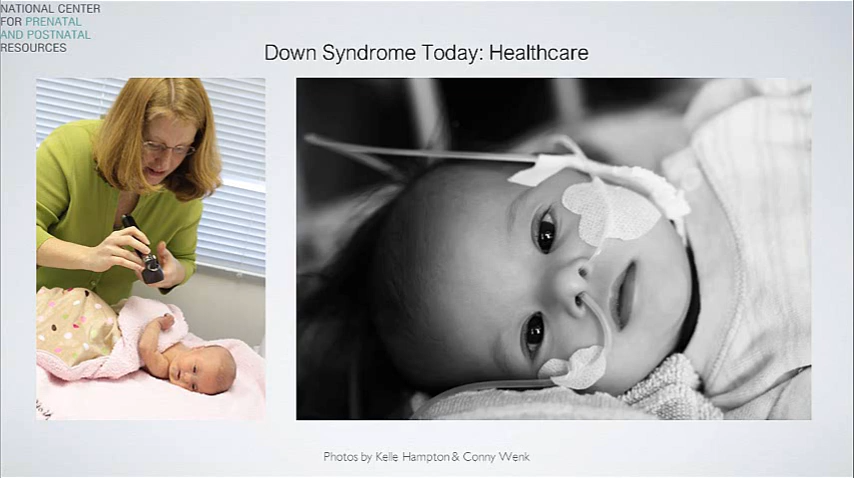 NATIONAL CENTER
FOR PRENATAL
AND POSTNATAL
RESOURCES
Down Syndrome Today: Healthcare
Photos by Kelle Hampton & Conny Wenk